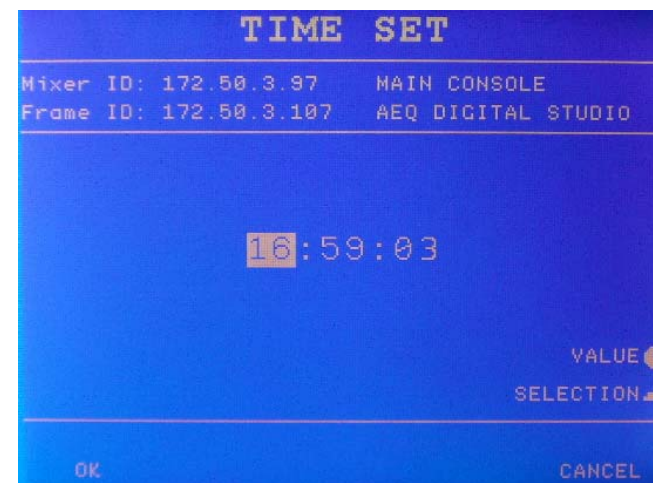 TIME SET
Mixer ID: 172.50.3.97 MAIN CONSOLE
Frame ID: 172.50.3.107 AEQ DIGITAL STUDIO
16:59:03
VALUE
SELECTION
OK CANCEL